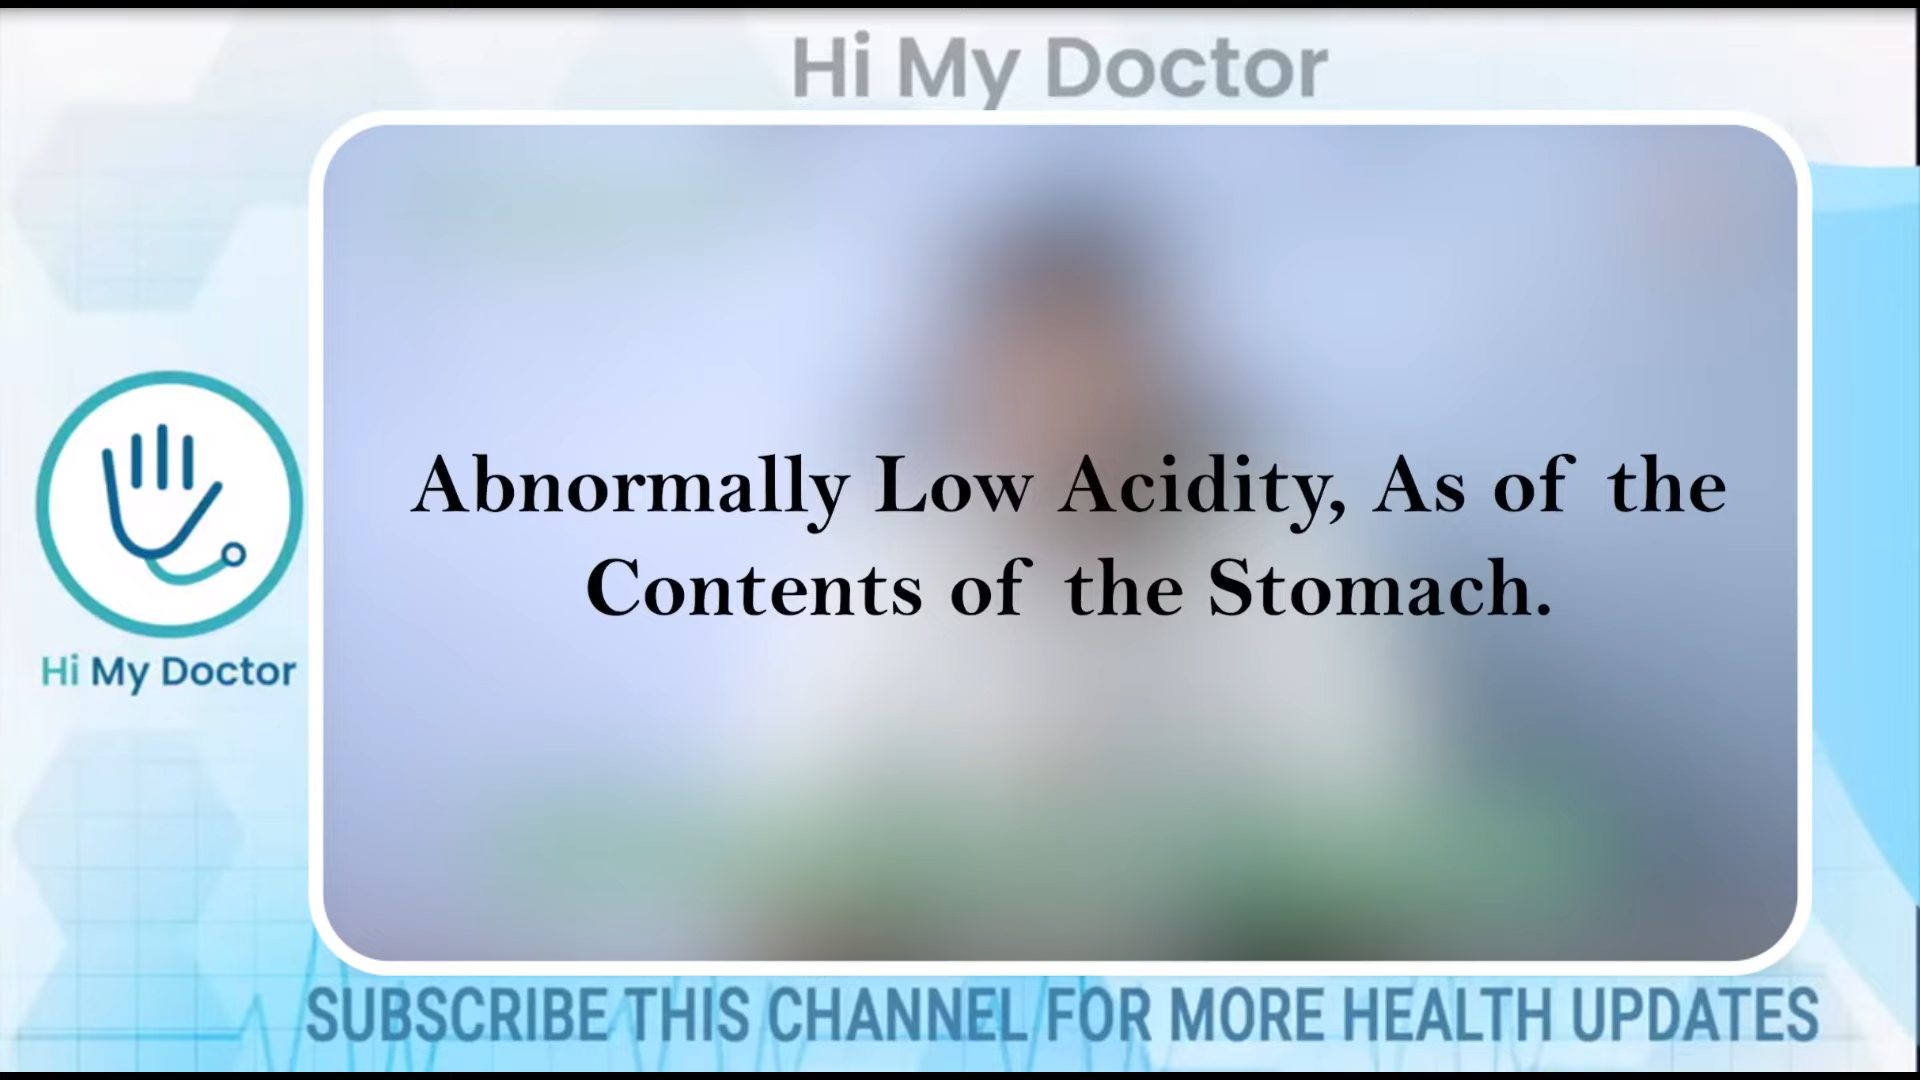 Hi My Doctor
Abnormally Low Acidity, As of the
Contents of the Stomach.
Hi My Doctor
SUBSCRIBE THIS CHANNEL FOR MORE HEALTH UPDATES